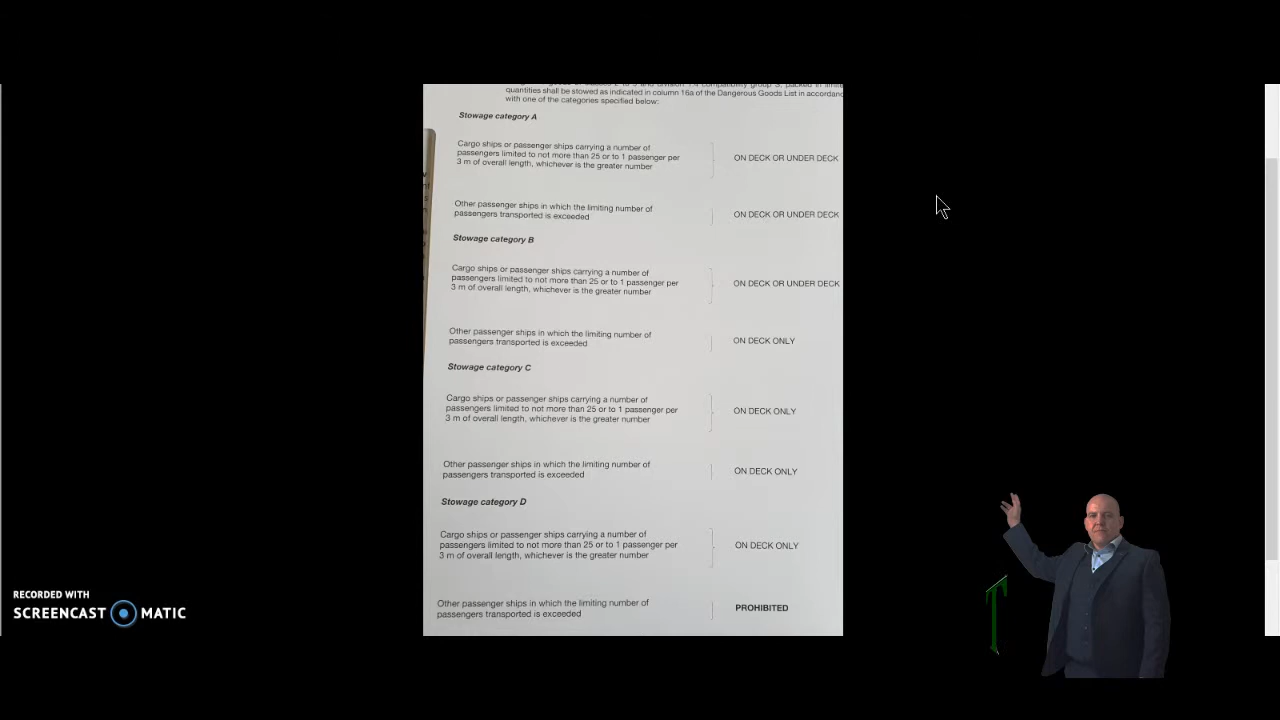 quantities shall be stowed as indicated in column 16a of the Dangerous Goods List in
with one of the categories specified below:
Stowage category A
Cargo ships or passenger ships carrying a number of
passengers limited to not more than 25 or to 1 passenger per
3 m of overall length, whichever is the greater number
ON DECK OR UNDER DECK
Other passenger ships in which the limiting number of
passengers transported is exceeded
ON DECK OR UNDER DECK
Stowage category B
Cargo ships or passenger ships carrying a number of
passengers limited to not more than 25 or to 1 passenger per
3 m of overall length, whichever is the greater number
ON DECK OR UNDER DECK
Other passenger ships in which the limiting number of
passengers transported is exceeded
ON DECK ONLY
Stowage category C
Cargo ships or passenger ships carrying a number of
passengers limited to not more than 25 or to 1 passenger per
3 m of overall length, whichever is the greater number
ON DECK ONLY
Other passenger ships in which the limiting number of
passengers transported is exceeded
ON DECK ONLY
Stowage category D
Cargo ships or passenger ships carrying a number of
passengers limited to not more than 25 or to 1 passenger per
3 m of overall length, whichever is the greater number
ON DECK ONLY
Other passenger ships in which the limiting number of
passengers transported is exceeded
PROHIBITED
RECORDED WITH
SCREENCAST MATIC